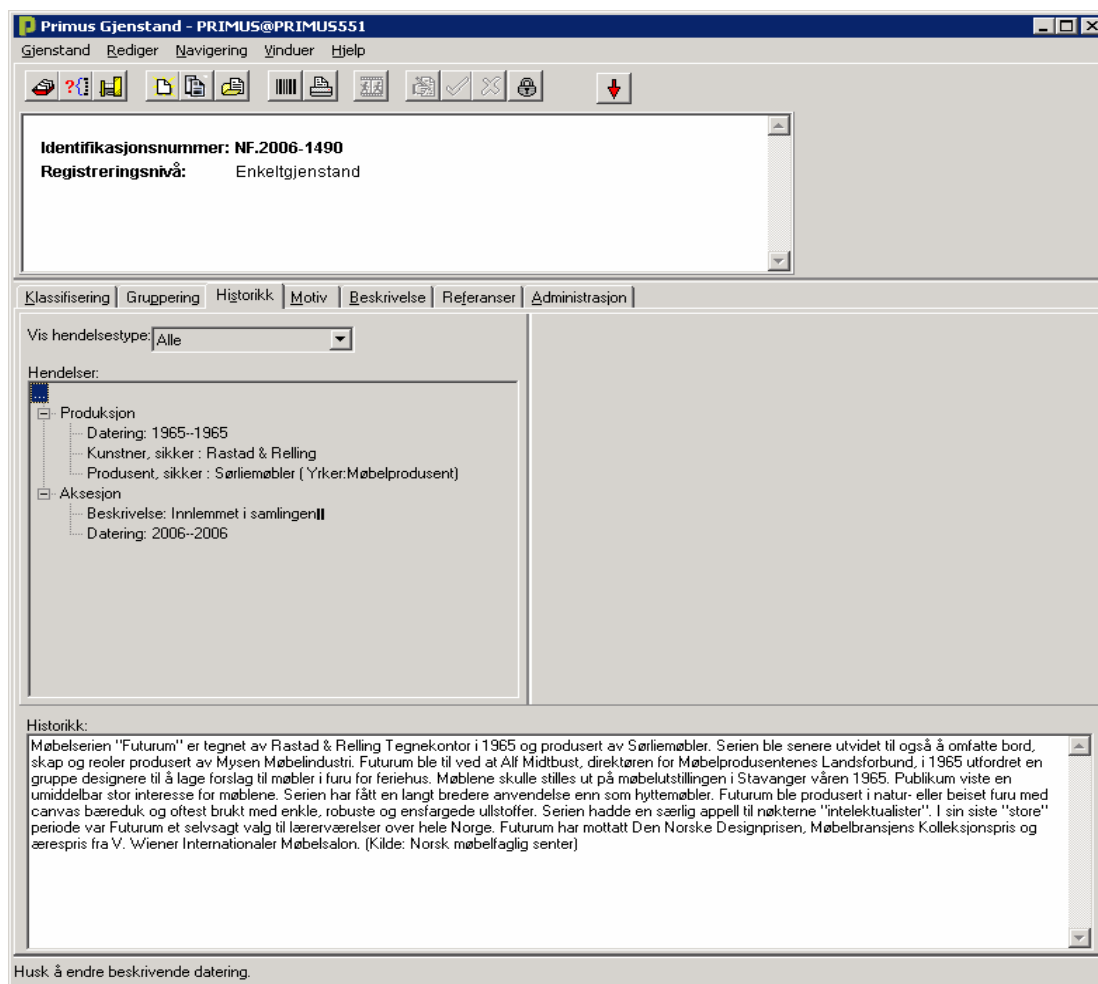 Primus Gjenstand - PRIMUS@PRIMUS551
Gjenstand Rediger Navigering Vinduer Hjelp
Identifikasjonsnummer: NF.2006-1490
Registreringsnivå: Enkeltgjenstand
Klassifisering Gruppering Historikk Motiv Beskrivelse Referanser Administrasjon
Vis hendelsestype: Alle
Hendelser:
...
Produksjon
Datering: 1965--1965
Kunstner, sikker : Rastad & Relling
Produsent, sikker : Sørliemøbler ( Yrker:Møbelprodusent)
Aksesjon
Beskrivelse: Innlemmet i samlingen
Datering: 2006--2006
Historikk:
Møbelserien "Futurum" er tegnet av Rastad & Relling Tegnekontor i 1965 og produsert av Sørliemøbler. Serien ble senere utvidet til også å omfatte bord,
skap og reoler produsert av Mysen Møbelindustri. Futurum ble til ved at Alf Midtbust, direktøren for Møbelprodusentenes Landsforbund, i 1965 utfordret en
gruppe designere til å lage forslag til møbler i furu for feriehus. Møblene skulle stilles ut på møbelutstillingen i Stavanger våren 1965. Publikum viste en
umiddelbar stor interesse for møblene. Serien har fått en langt bredere anvendelse enn som hyttemøbler. Futurum ble produsert i natur- eller beiset furu med
canvas bæreduk og oftest brukt med enkle, robuste og ensfargede ullstoffer. Serien hadde en særlig appell til nøkterne "intelektualister". I sin siste "store"
periode var Futurum et selvsagt valg til lærerværelser over hele Norge. Futurum har mottatt Den Norske Designprisen, Møbelbransjens Kolleksjonspris og
ærespris fra V. Wiener Internationaler Møbelsalon. (Kilde: Norsk møbelfaglig senter)
Husk å endre beskrivende datering.